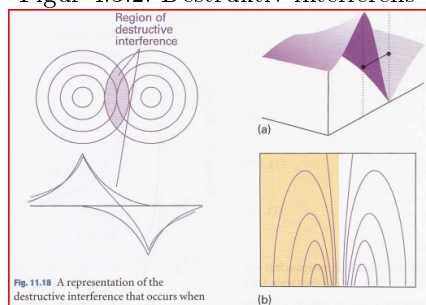 Figur 4.5.2. Destruktiv interferens
Region of
destructive
interference
(a)
Fig. 11.18 A representation of the
destructive interference that occurs when
(b)